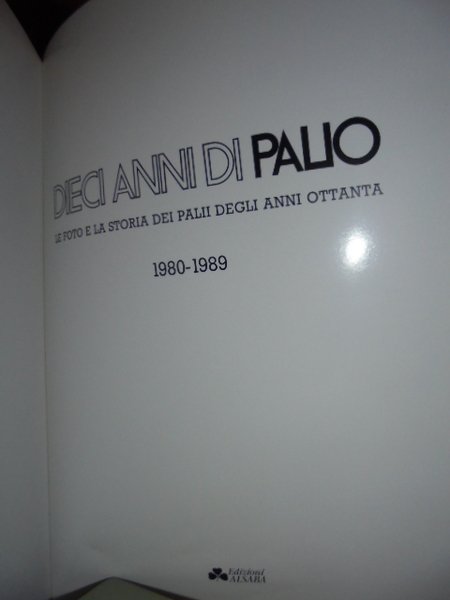 DIECI ANNI DI PALIO
LE FOTO E LA STORIA DEI PALII DEGLI ANNI OTTANTA
1980-1989
Edizioni
ALSABA